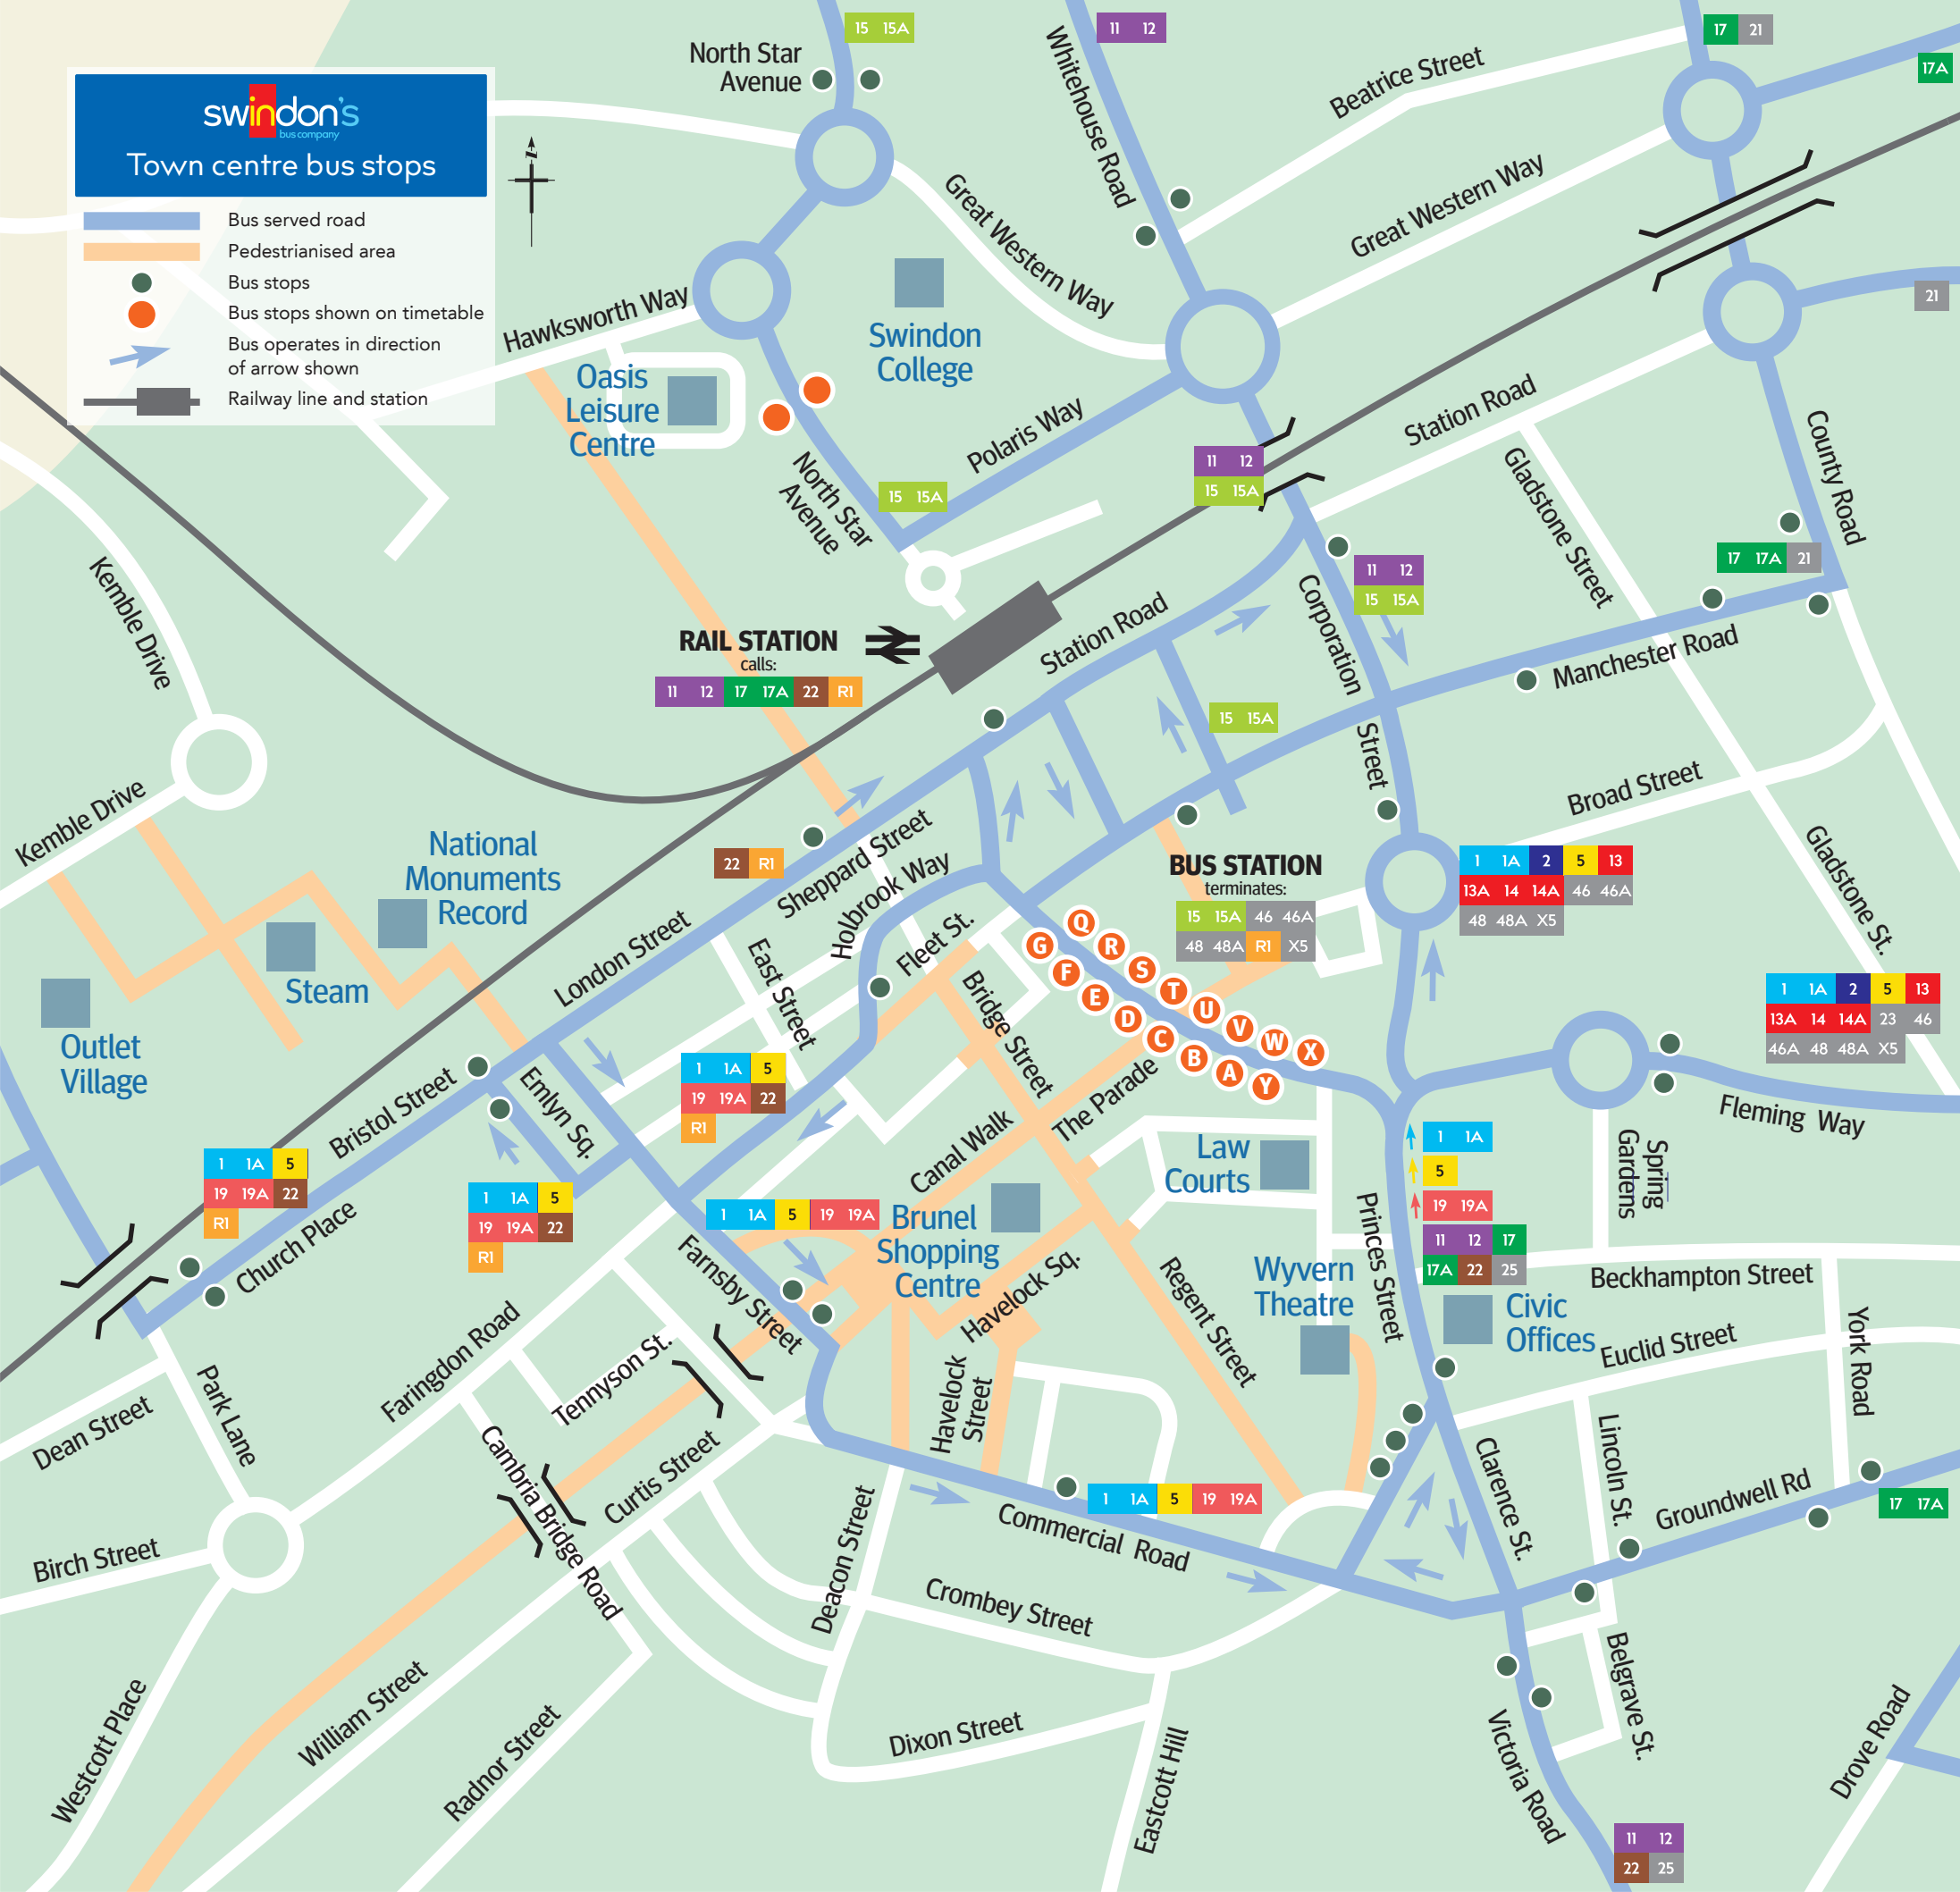 swindon's
bus company
Town centre bus stops
Bus served road
Pedestrianised area
Bus stops
Bus stops shown on timetable
Bus operates in direction
of arrow shown
Railway line and station
North Star
Avenue
15 15A
Whitehouse Road
11 12
Beatrice Street
17 21
17A
Great Western Way
Great Western Way
21
Hawksworth Way
Swindon
College
Oasis
Leisure
Centre
North Star
Avenue
Polaris Way
15 15A
11 12
15 15A
Station Road
Gladstone Street
County Road
17 17A 21
Kemble Drive
RAIL STATION
calls:
11 12 17 17A 22 R1
Station Road
Corporation
Street
11 12
15 15A
Manchester Road
15 15A
Broad Street
Kemble Drive
National
Monuments
Record
Steam
Outlet
Village
22 R1
Sheppard Street
Holbrook Way
London Street
East Street
Fleet St.
Bridge Street
BUS STATION
terminates:
15 15A 46 46A
48 48A R1 X5
1 1A 2 5 13
13A 14 14A 46 46A
48 48A X5
Gladstone St.
1 1A 2 5 13
13A 14 14A 23 46
46A 48 48A X5
Q
R
S
T
U
V
W
X
G
F
E
D
C
B
A
Y
Fleming Way
Bristol Street
Emlyn Sq.
1 1A 5
19 19A 22
R1
Canal Walk
The Parade
Law
Courts
Spring
Gardens
1 1A
5
19 19A
11 12 17
17A 22 25
1 1A 5
19 19A 22
R1
Church Place
1 1A 5
19 19A 22
R1
1 1A 5 19 19A
Brunel
Shopping
Centre
Farnsby Street
Havelock Sq.
Havelock
Street
Regent Street
Wyvern
Theatre
Princes Street
Civic
Offices
Beckhampton Street
Euclid Street
York Road
Dean Street
Park Lane
Faringdon Road
Tennyson St.
Cambria Bridge Road
Curtis Street
Deacon Street
1 1A 5 19 19A
Commercial Road
Clarence St.
Lincoln St.
Groundwell Rd
17 17A
Birch Street
Crombey Street
Belgrave St.
Westcott Place
William Street
Radnor Street
Dixon Street
Eastcott Hill
Victoria Road
Drove Road
11 12
22 25